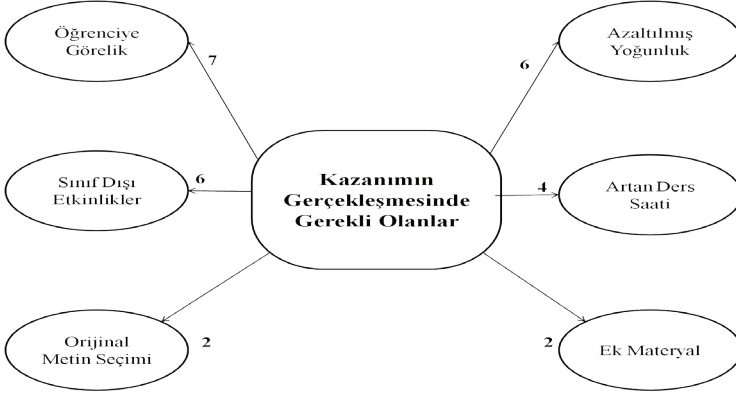 Öğrenciye
Görelik
7
Azaltılmış
Yoğunluk
6
Sınıf Dışı
Etkinlikler
6
Kazanımın
Gerçekleşmesinde
Gerekli Olanlar
4
Artan Ders
Saati
Orijinal
Metin Seçimi
2
2
Ek Materyal